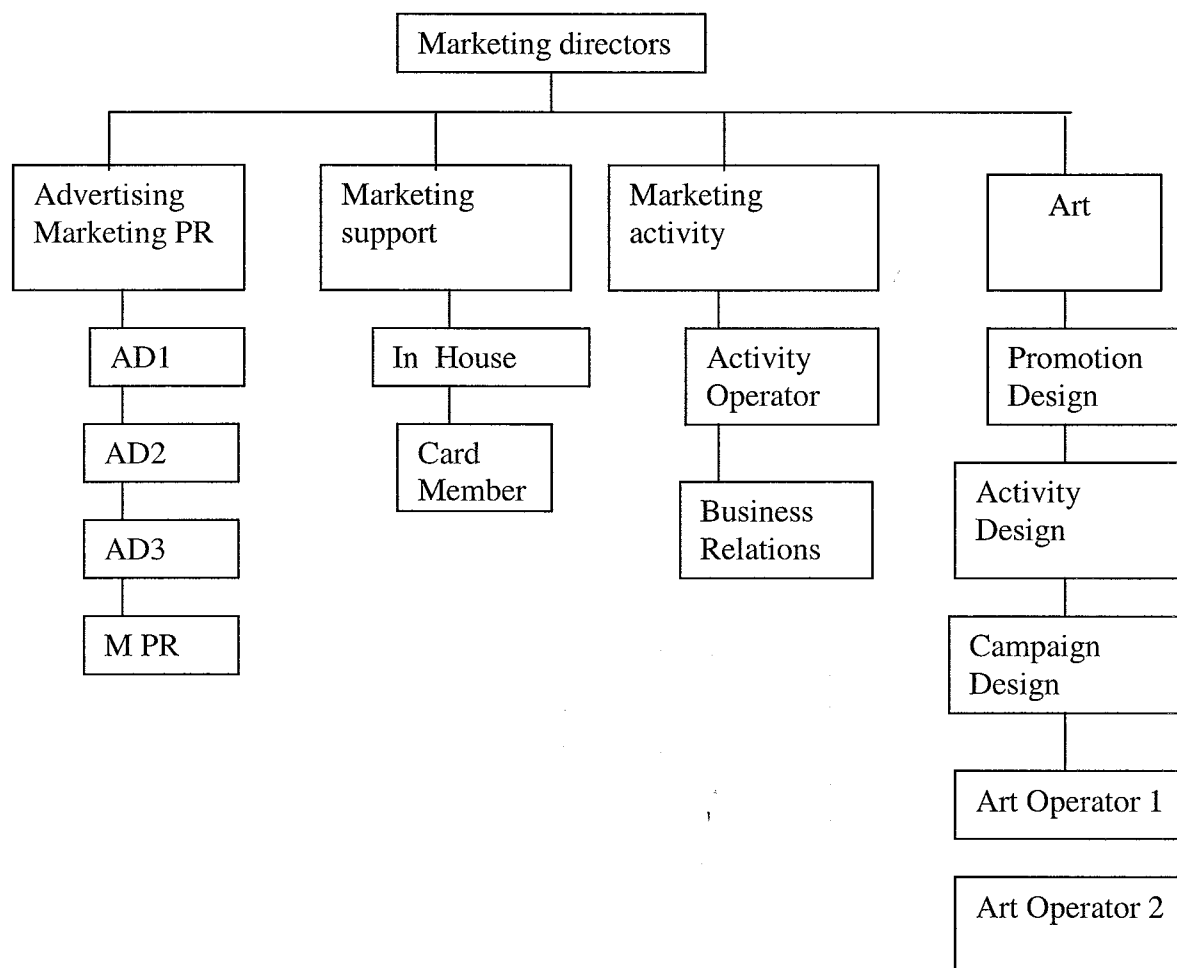 Marketing directors
Advertising
Marketing PR
Marketing
support
Marketing
activity
Art
AD1
In House
Activity
Operator
Promotion
Design
AD2
Card
Member
Activity
Design
AD3
Business
Relations
M PR
Campaign
Design
Art Operator 1
Art Operator 2